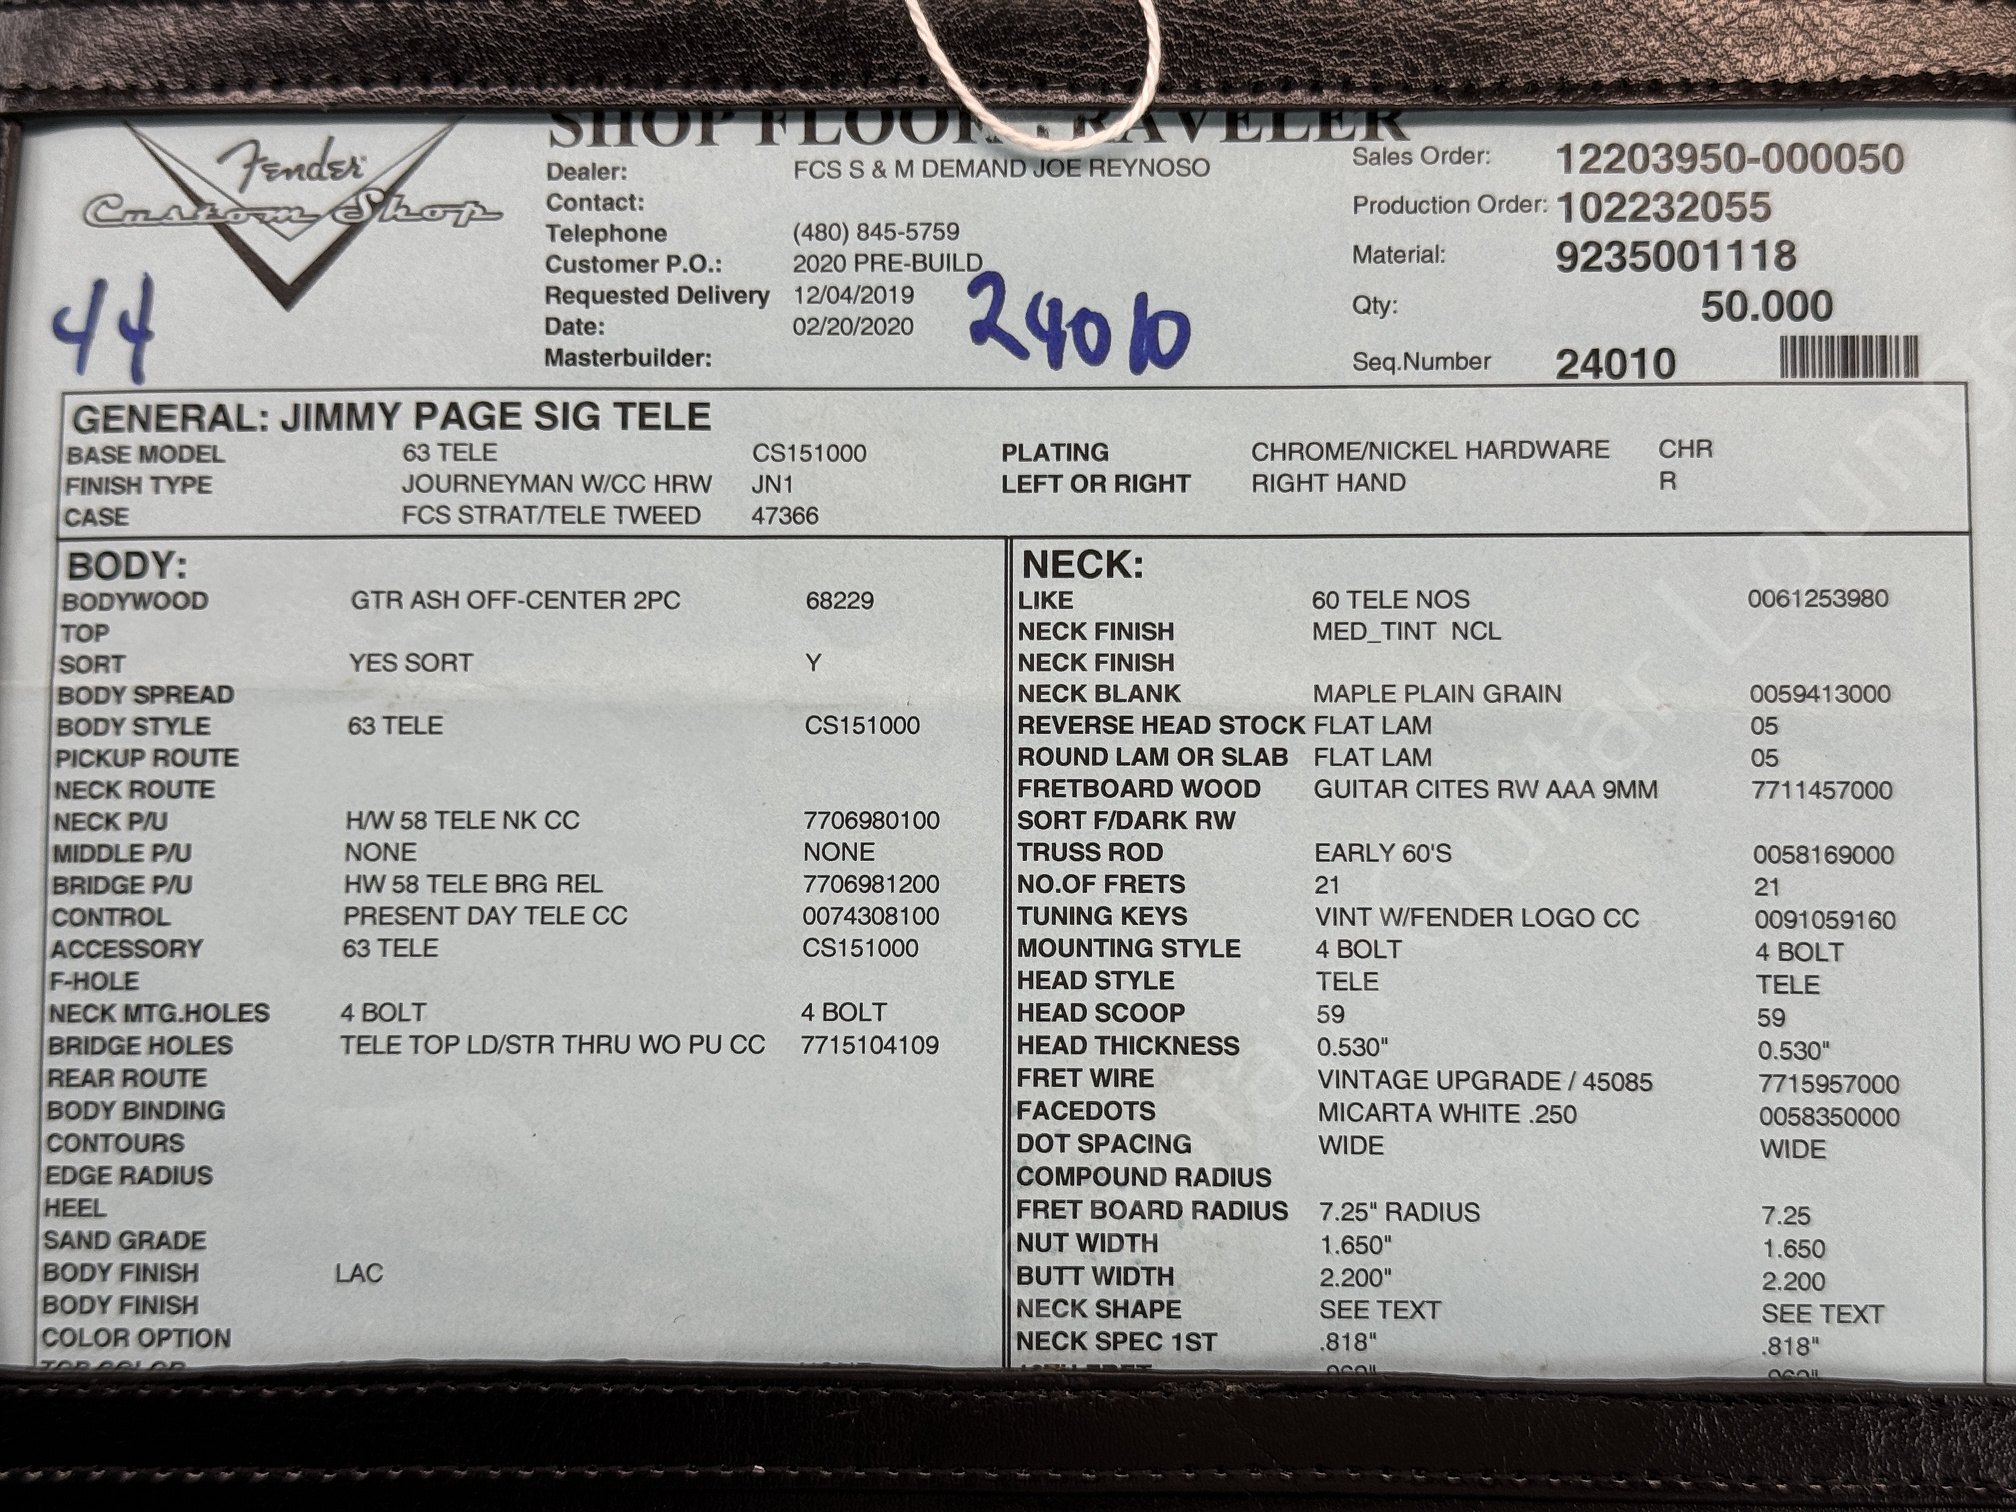 SHOP FLOOR TRAVELER
Fender
Custom Shop
Dealer: FCS S & M DEMAND JOE REYNOSO
Contact:
Telephone (480) 845-5759
Customer P.O.: 2020 PRE-BUILD
Requested Delivery 12/04/2019
Date: 02/20/2020
Masterbuilder:
Sales Order: 12203950-000050
Production Order: 102232055
Material: 9235001118
Qty: 50.000
Seq.Number 24010
44
24010
GENERAL: JIMMY PAGE SIG TELE
BASE MODEL 63 TELE CS151000 PLATING CHROME/NICKEL HARDWARE CHR
FINISH TYPE JOURNEYMAN W/CC HRW JN1 LEFT OR RIGHT RIGHT HAND R
CASE FCS STRAT/TELE TWEED 47366
BODY:
BODYWOOD GTR ASH OFF-CENTER 2PC 68229
TOP
SORT YES SORT Y
BODY SPREAD
BODY STYLE 63 TELE CS151000
PICKUP ROUTE
NECK ROUTE
NECK P/U H/W 58 TELE NK CC 7706980100
MIDDLE P/U NONE NONE
BRIDGE P/U HW 58 TELE BRG REL 7706981200
CONTROL PRESENT DAY TELE CC 0074308100
ACCESSORY 63 TELE CS151000
F-HOLE
NECK MTG.HOLES 4 BOLT 4 BOLT
BRIDGE HOLES TELE TOP LD/STR THRU WO PU CC 7715104109
REAR ROUTE
BODY BINDING
CONTOURS
EDGE RADIUS
HEEL
SAND GRADE
BODY FINISH LAC
BODY FINISH
COLOR OPTION
TOP COLOR
NECK:
LIKE 60 TELE NOS 0061253980
NECK FINISH MED_TINT NCL
NECK FINISH
NECK BLANK MAPLE PLAIN GRAIN 0059413000
REVERSE HEAD STOCK FLAT LAM 05
ROUND LAM OR SLAB FLAT LAM 05
FRETBOARD WOOD GUITAR CITES RW AAA 9MM 7711457000
SORT F/DARK RW
TRUSS ROD EARLY 60'S 0058169000
NO.OF FRETS 21 21
TUNING KEYS VINT W/FENDER LOGO CC 0091059160
MOUNTING STYLE 4 BOLT 4 BOLT
HEAD STYLE TELE TELE
HEAD SCOOP 59 59
HEAD THICKNESS 0.530" 0.530"
FRET WIRE VINTAGE UPGRADE / 45085 7715957000
FACEDOTS MICARTA WHITE .250 0058350000
DOT SPACING WIDE WIDE
COMPOUND RADIUS
FRET BOARD RADIUS 7.25" RADIUS 7.25
NUT WIDTH 1.650" 1.650
BUTT WIDTH 2.200" 2.200
NECK SHAPE SEE TEXT SEE TEXT
NECK SPEC 1ST .818" .818"
Guitar Lounge